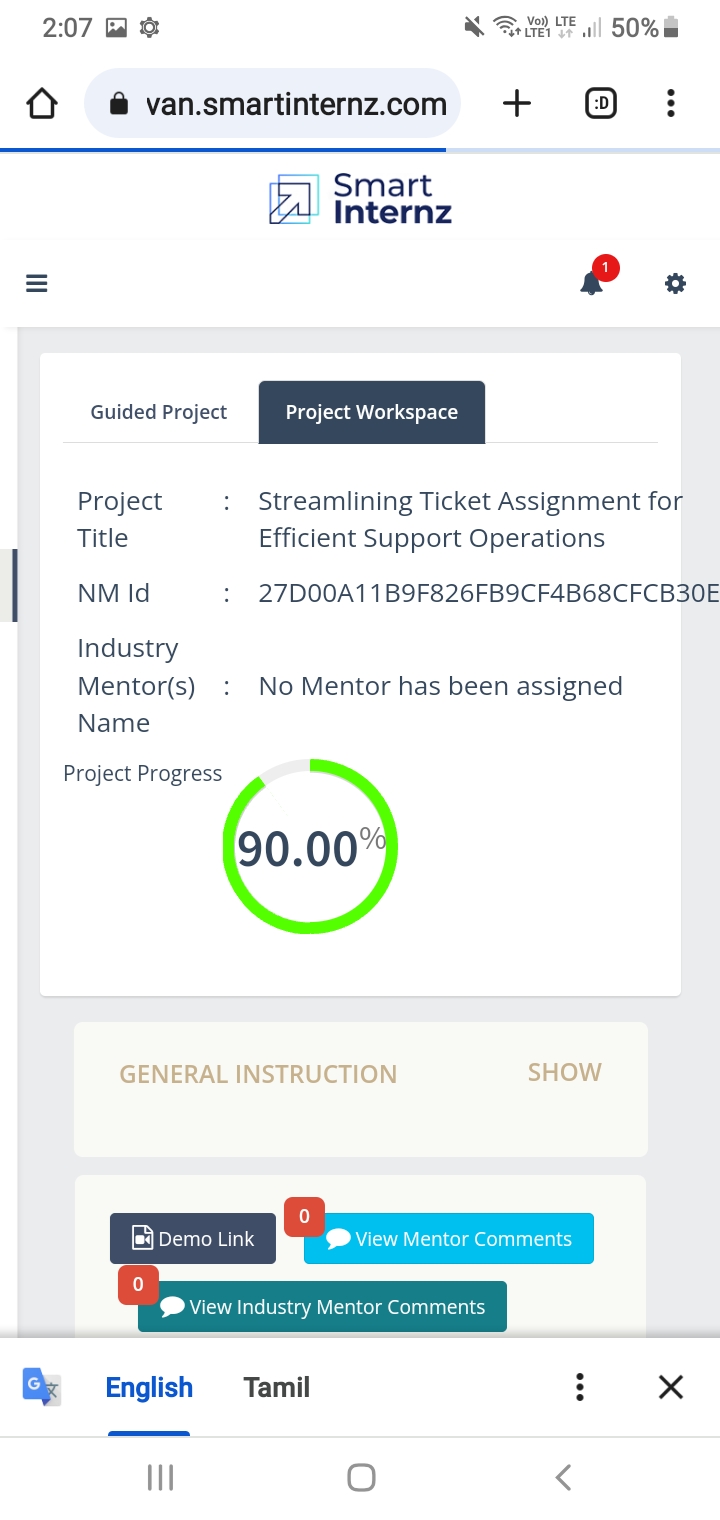 2:07
Vo) LTE
LTE1
50%
van.smartinternz.com
:D
Smart
Internz
1
Guided Project
Project Workspace
Project Title : Streamlining Ticket Assignment for
Efficient Support Operations
NM Id : 27D00A11B9F826FB9CF4B68CFCB30E
Industry Mentor(s) Name : No Mentor has been assigned
Project Progress
90.00%
GENERAL INSTRUCTION
SHOW
Demo Link
0
View Mentor Comments
0
View Industry Mentor Comments
G
English
Tamil